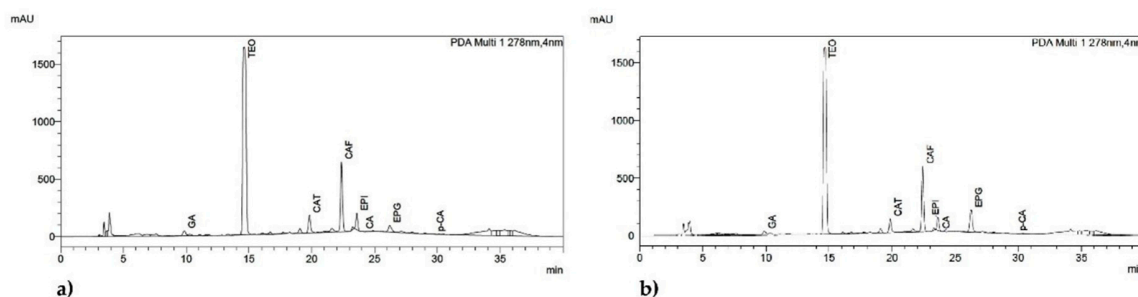 mAU
PDA Multi 1 278nm,4nm
1500
1000
500
0
TEO
GA
CAT
CAF
EPI
CA
EPG
p-CA
0 5 10 15 20 25 30 35
min
a)
mAU
PDA Multi 1 278nm,4nm
1500
1000
500
0
TEO
GA
CAT
CAF
EPI
CA
EPG
p-CA
0 5 10 15 20 25 30 35
min
b)